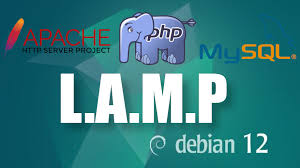 APACHE
HTTP SERVER PROJECT
php
MySQL®
L.A.M.P
debian 12